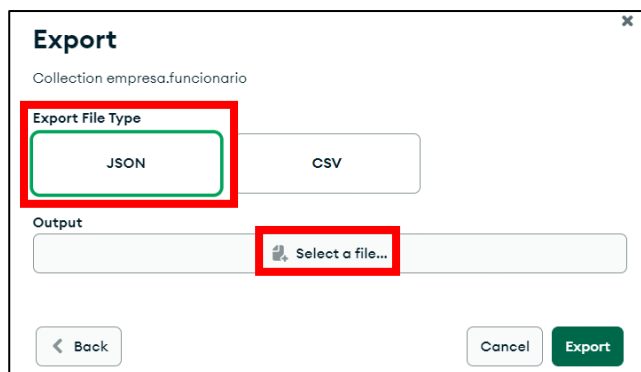 Export
Collection empresa.funcionario
Export File Type
JSON CSV
Output
Select a file...
Back Cancel Export